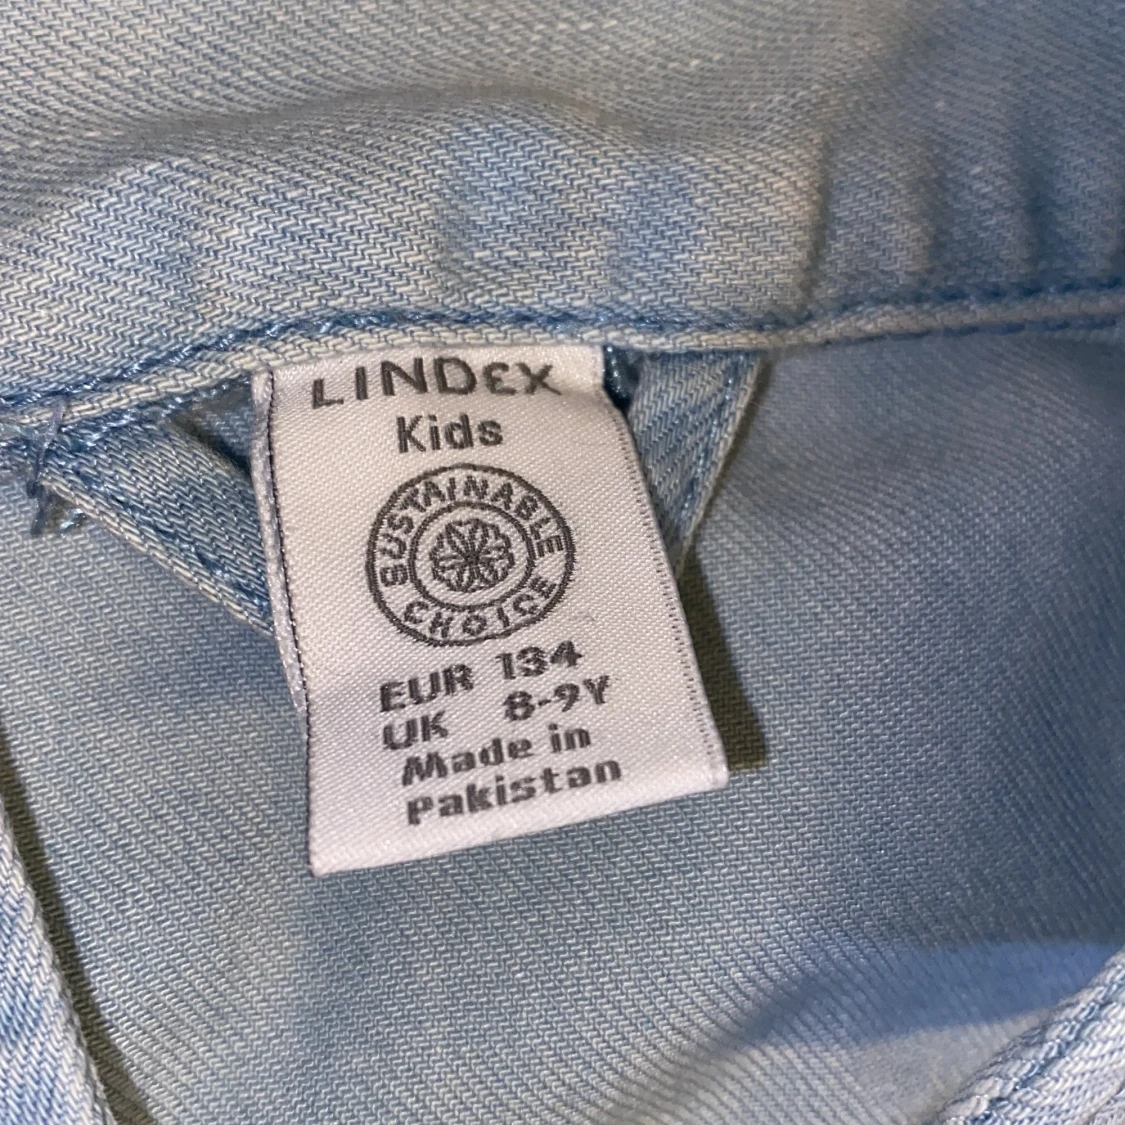 LINDEX
Kids
SUSTAINABLE
CHOICE
EUR 134
UK 8-9Y
Made in
Pakistan